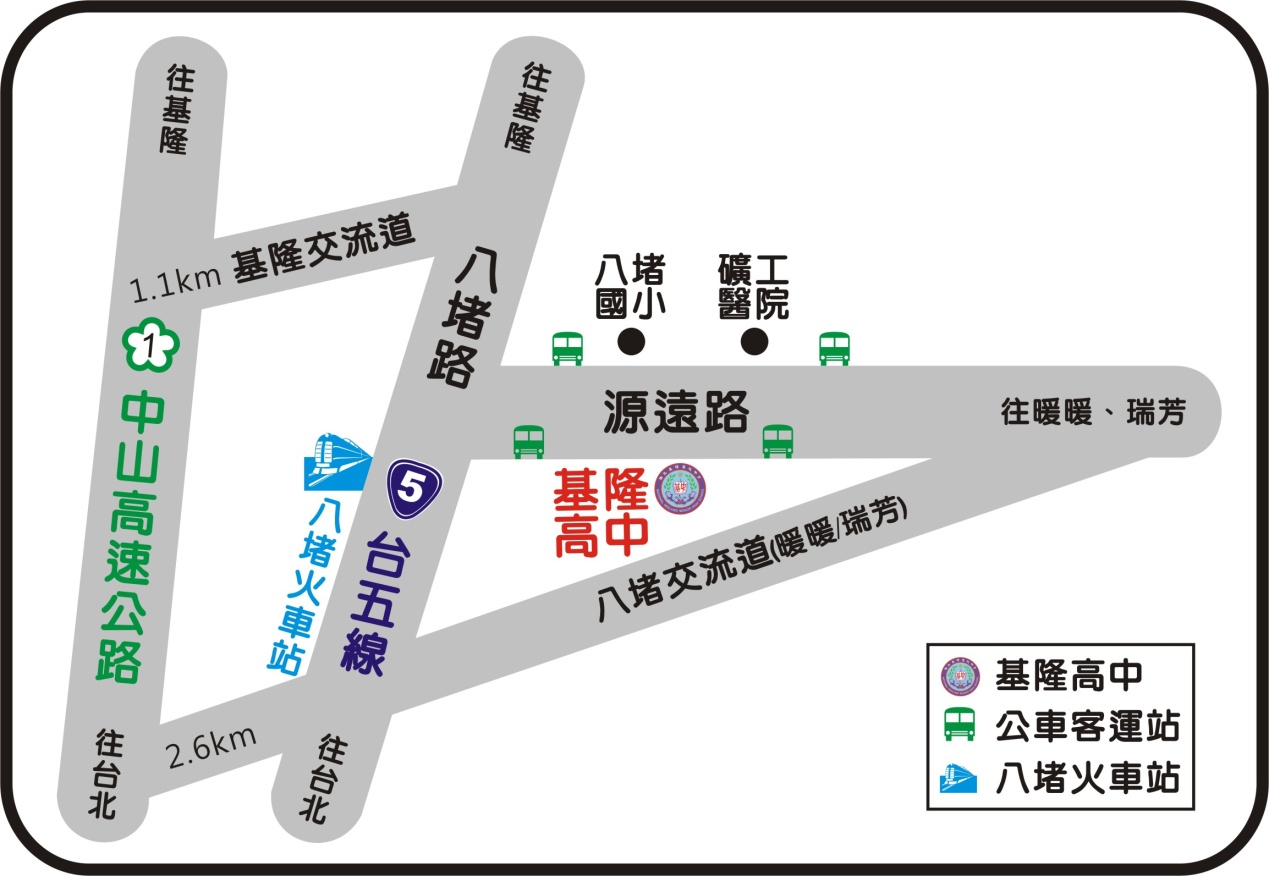 往基隆
往基隆
1.1km 基隆交流道
1
中山高速公路
八堵路
八堵
國小
礦工
醫院
源遠路
往暖暖、瑞芳
基隆
高中
5
台五線
八堵火車站
八堵交流道(暖暖/瑞芳)
2.6km
往台北
往台北
基隆高中
公車客運站
八堵火車站